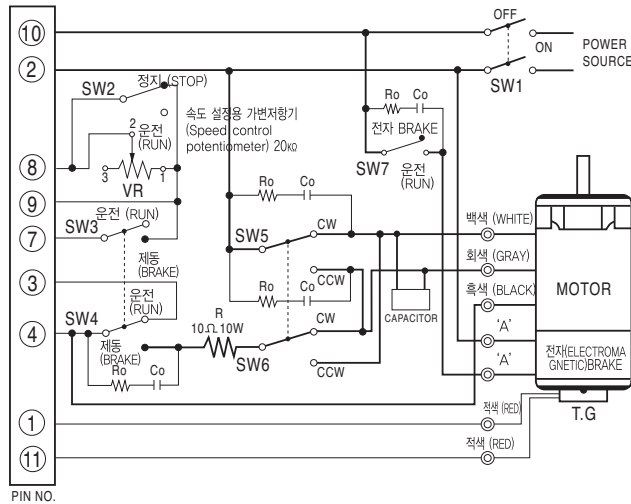 OFF
10
ON
POWER
SOURCE
2
SW1
정지 (STOP)
SW2
Ro Co
속도 설정용 가변저항기
(Speed control
potentiometer) 20KΩ
전자 BRAKE
2 운전
(RUN)
8
3
1
VR
SW7
운전
(RUN)
9
Ro Co
운전 (RUN)
7
SW3
SW5
CW
백색 (WHITE)
제동
(BRAKE)
회색 (GRAY)
3
CCW
운전
(RUN)
Ro Co
흑색 (BLACK)
MOTOR
SW4
R
10Ω 10W
CW
CAPACITOR
4
'A'
제동
(BRAKE)
SW6
CCW
전자(ELECTROMA
GNETIC)BRAKE
Ro Co
'A'
1
적색 (RED)
T.G
11
적색 (RED)
PIN NO.